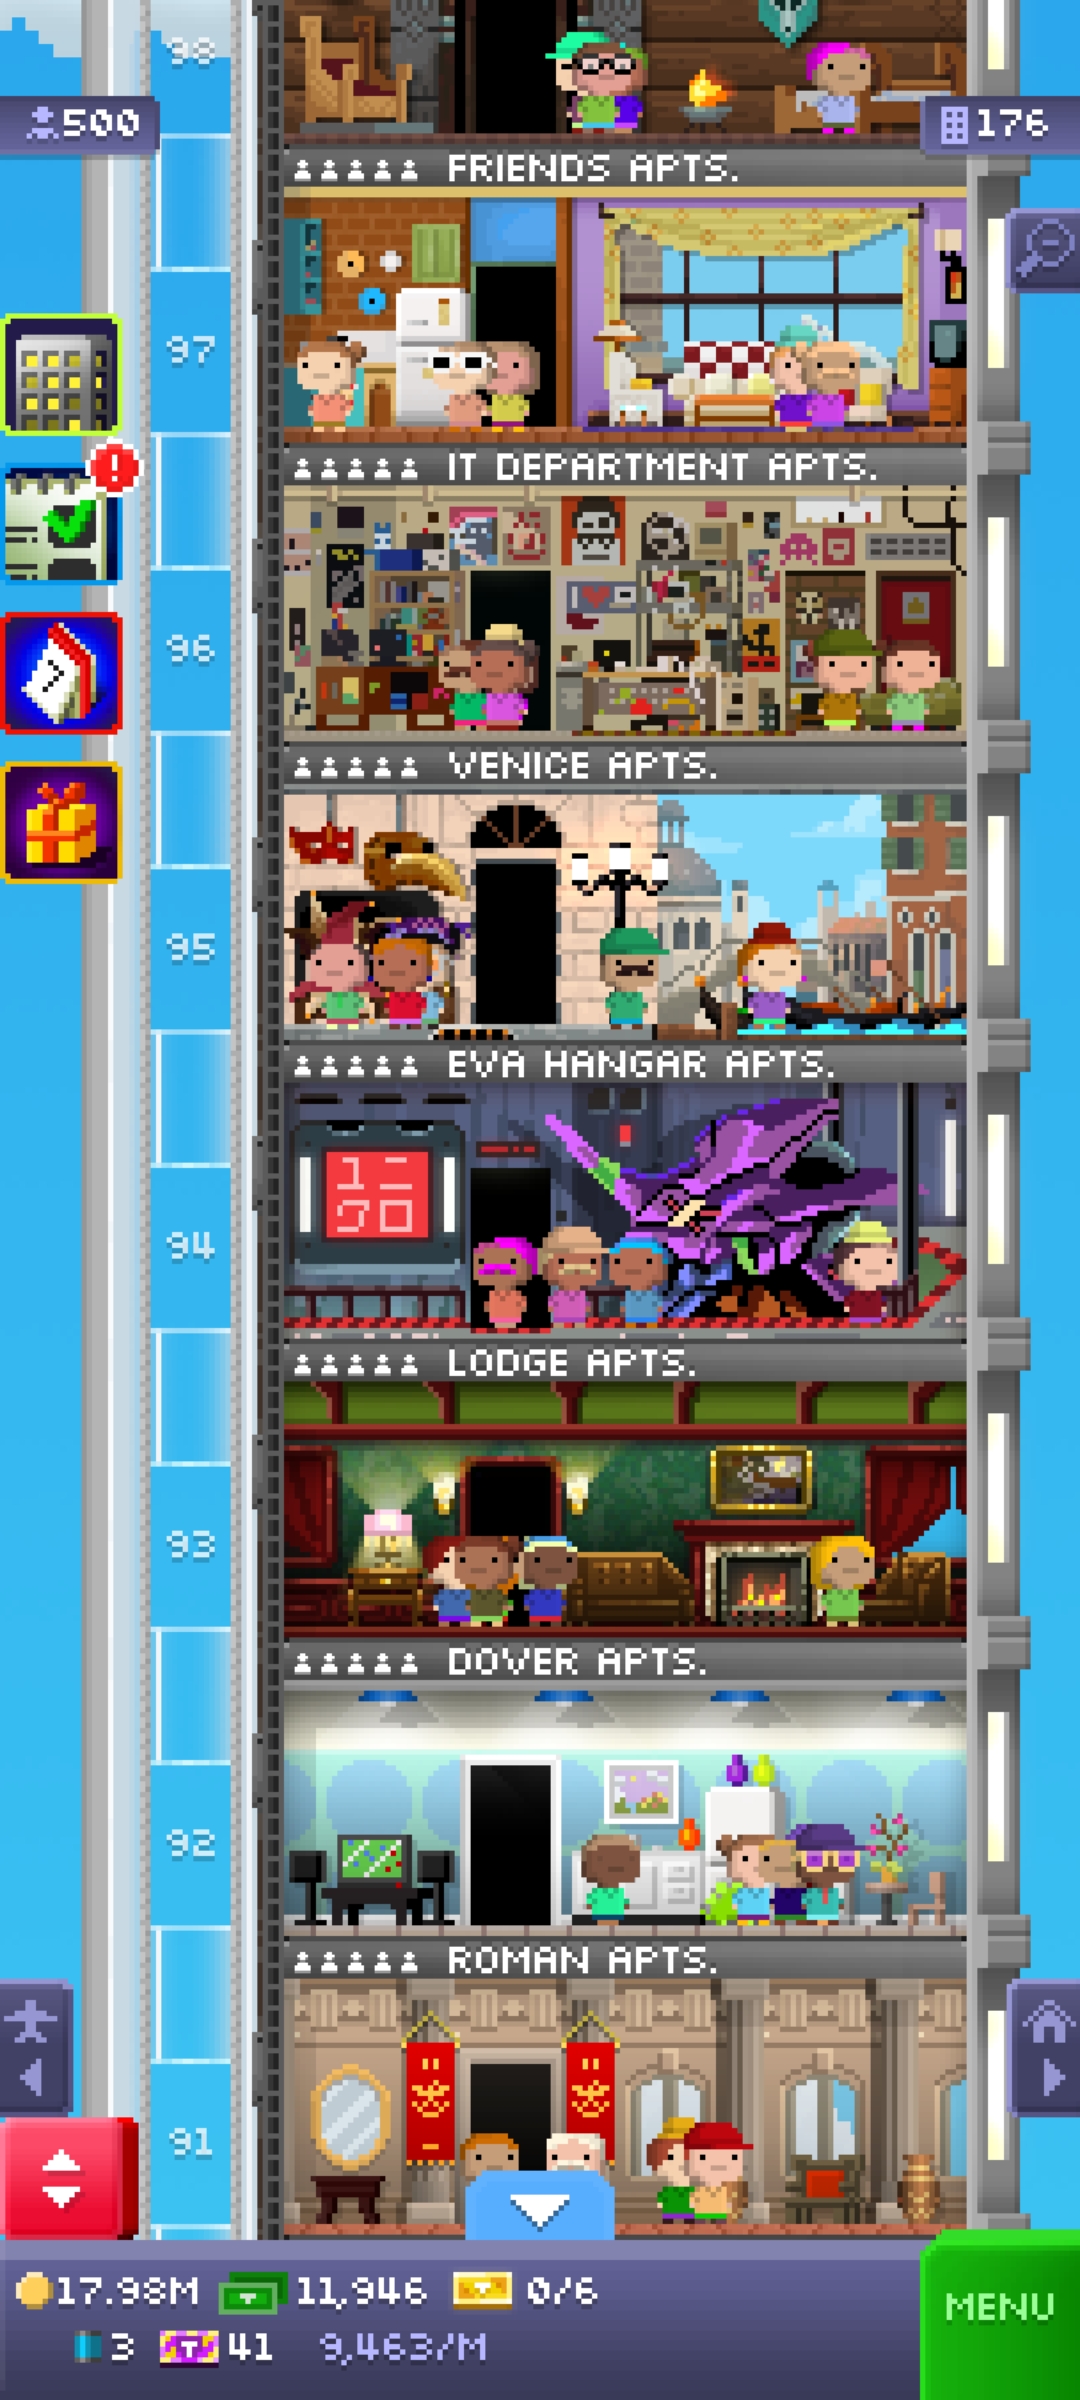 98
500
176
FRIENDS APTS.
97
IT DEPARTMENT APTS.
96
VENICE APTS.
95
EVA HANGAR APTS.
94
LODGE APTS.
93
DOVER APTS.
92
ROMAN APTS.
91
17.98M 11,946 0/6
3 41 9,463/M
MENU